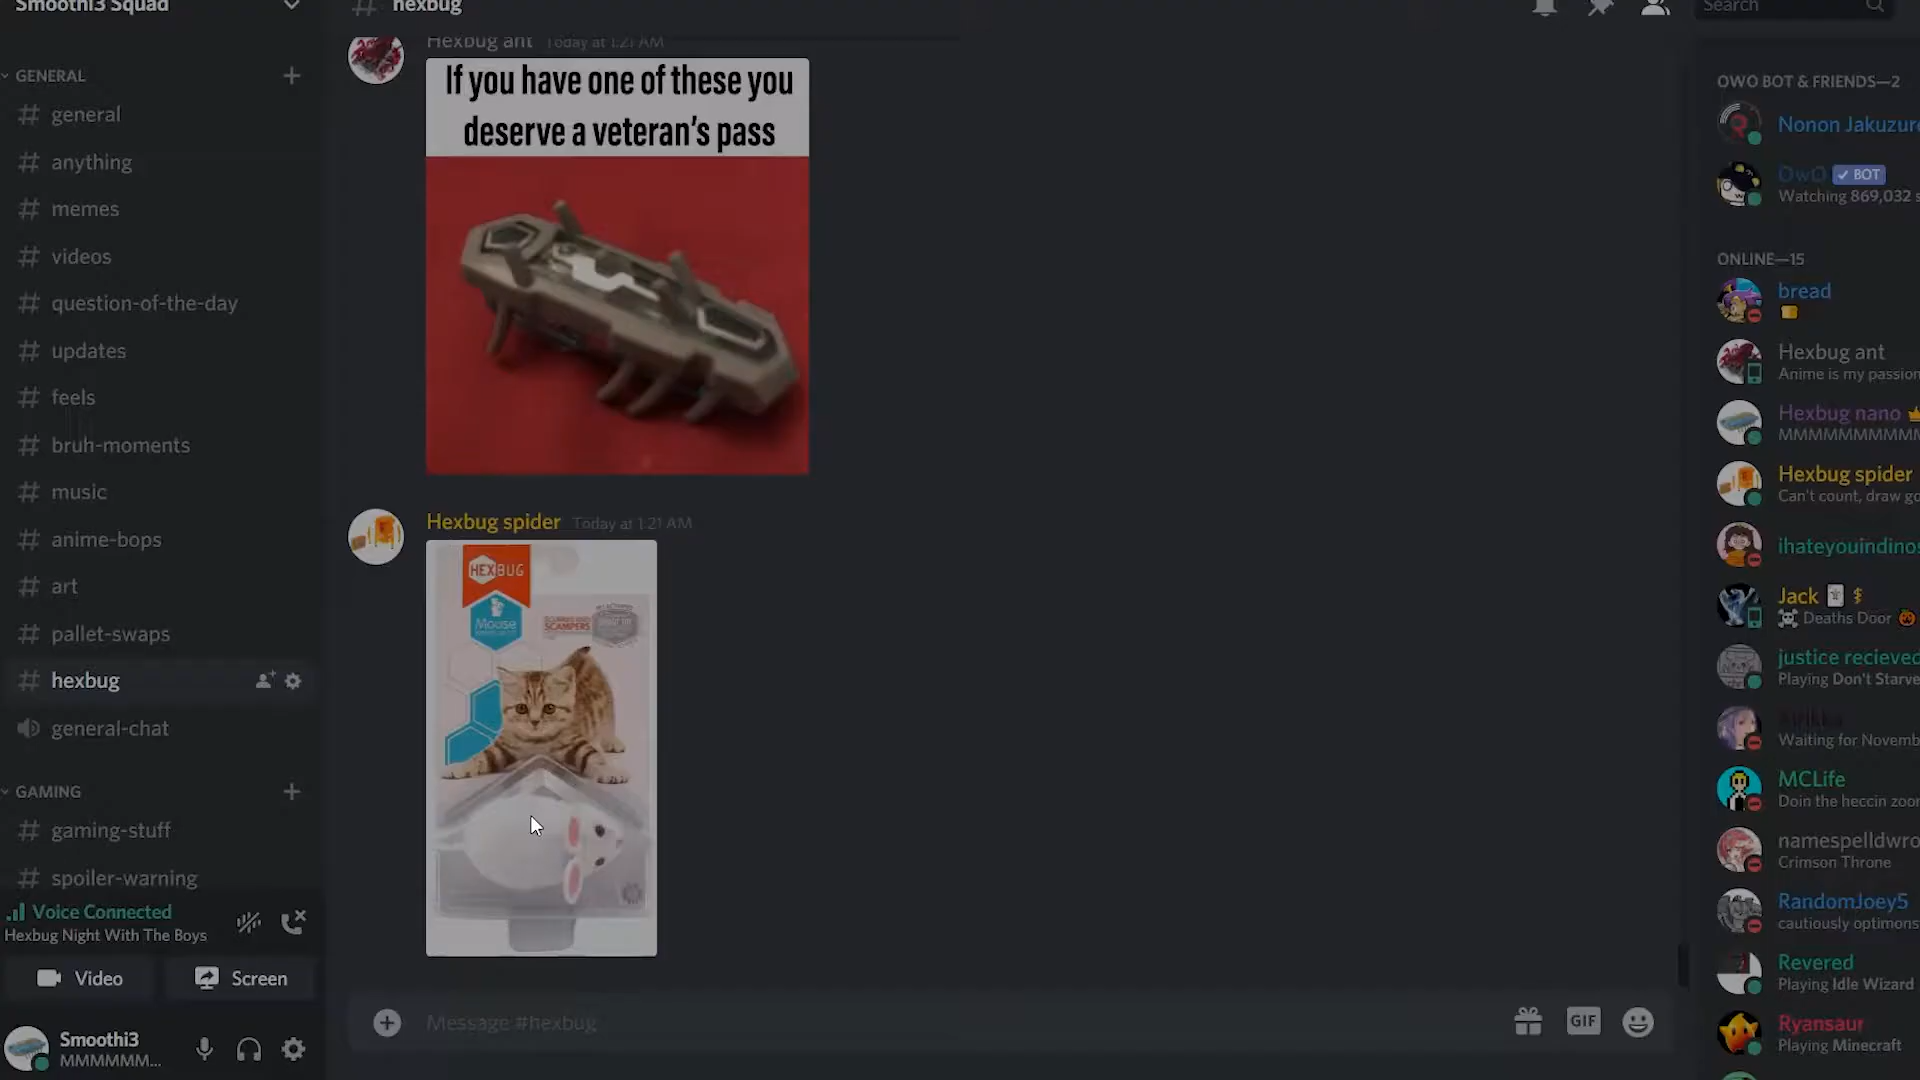 Smoothi3 Squad
GENERAL
general
anything
memes
videos
question-of-the-day
updates
feels
bruh-moments
music
anime-bops
art
pallet-swaps
hexbug
general-chat
GAMING
gaming-stuff
spoiler-warning
Voice Connected
Hexbug Night With The Boys
Video
Screen
Smoothi3
MMMMMM...
# hexbug
Hexbug ant Today at 1:21 AM
If you have one of these you
deserve a veteran's pass
Hexbug spider Today at 1:21 AM
HEXBUG
Mouse
SCAMPERS
Message #hexbug
GIF
Search
OWO BOT & FRIENDS—2
Nonon Jakuzure
OwO ✓ BOT
Watching 869,032 s
ONLINE—15
bread
Hexbug ant
Anime is my passion
Hexbug nano
MMMMMMMMMM
Hexbug spider
Can't count, draw go
ihateyouindinos
Jack
Deaths Door
justice recieved
Playing Don't Starve
Waiting for Novemb
MCLife
Doin the heccin zoo
namespelldwro
Crimson Throne
RandomJoey5
cautiously optimons
Revered
Playing Idle Wizard
Ryansaur
Playing Minecraft